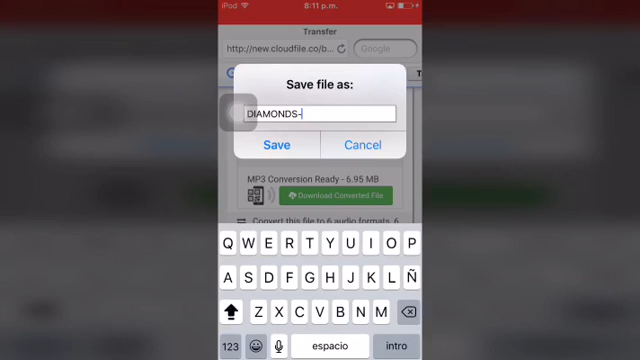 iPod 8:11 p.m.
Transfer
http://new.cloudfile.co/b... Google
G T
Save file as:
DIAMONDS-
Save Cancel
MP3 Conversion Ready - 6.95 MB
Download Converted File
Convert this file to 6 audio formats, 6
Q W E R T Y U I O P
A S D F G H J K L Ñ
Z X C V B N M
123 espacio intro